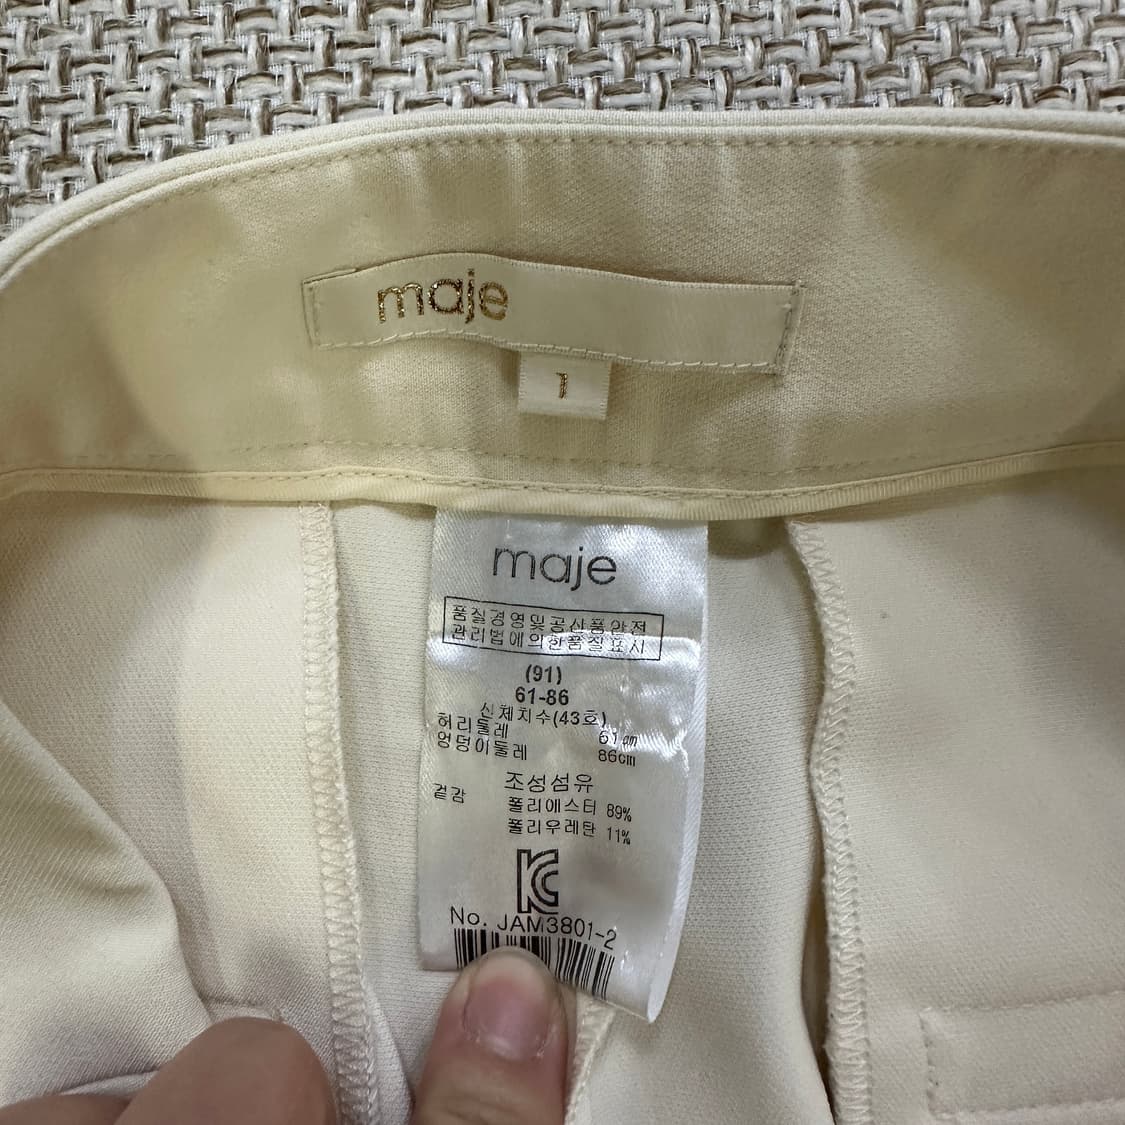 maje
1
maje
품질경영및공산품안전
관리법에의한품질표시
(91)
61-86
신체치수(43호)
허리둘레 61cm
엉덩이둘레 86cm
조성섬유
겉감 폴리에스터 89%
폴리우레탄 11%
KC
No. JAM3801-2